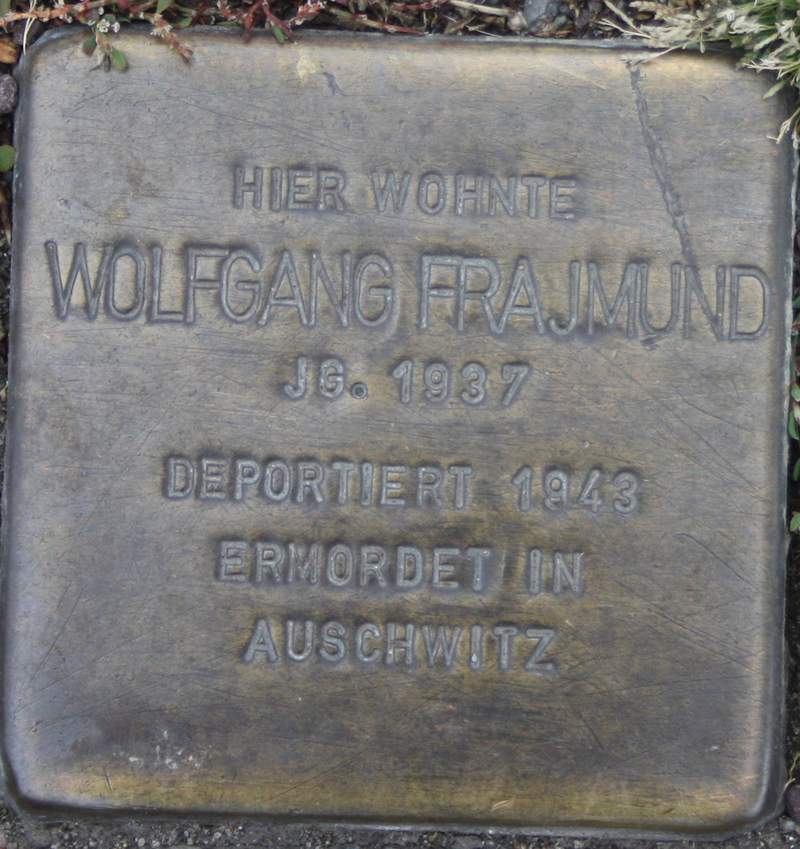 HIER WOHNTE
WOLFGANG FRAJMUND
JG. 1937
DEPORTIERT 1943
ERMORDET IN
AUSCHWITZ